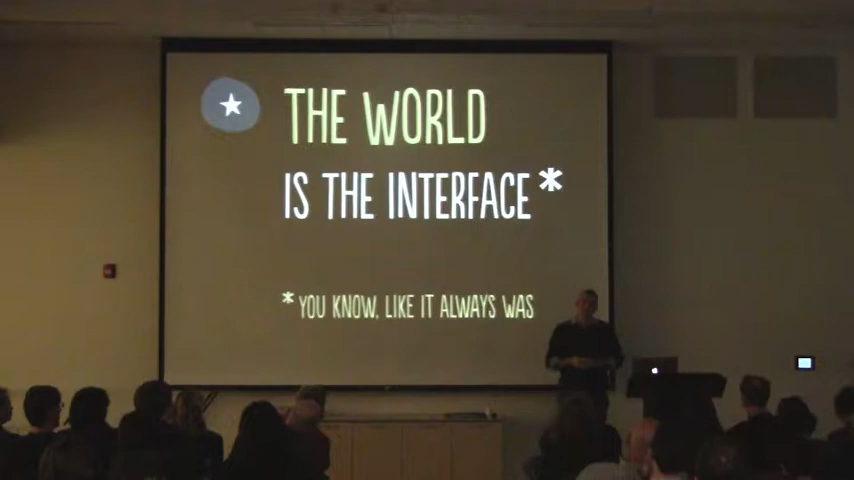 THE WORLD
IS THE INTERFACE*
*YOU KNOW, LIKE IT ALWAYS WAS